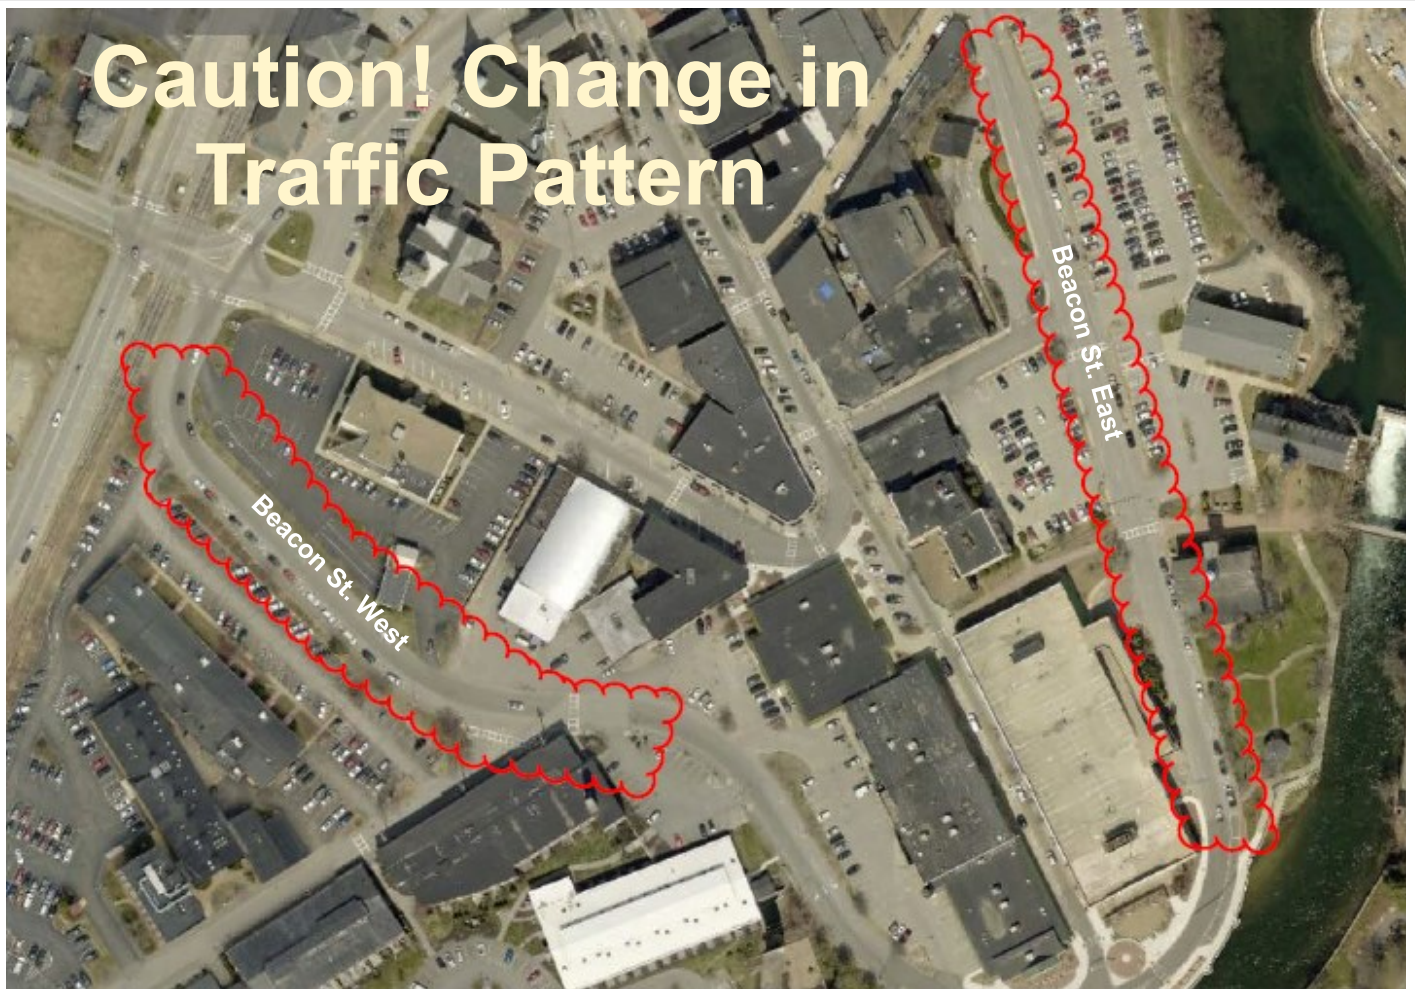 Caution! Change in
Traffic Pattern
Beacon St. East
Beacon St. West